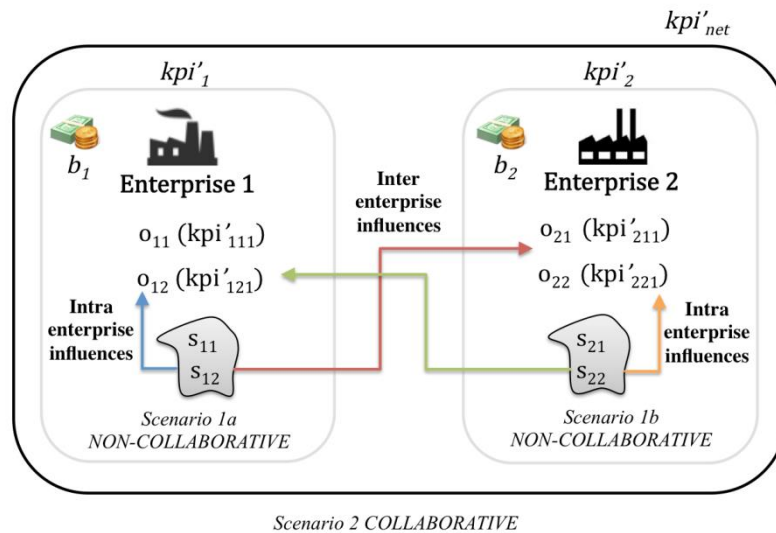 kpi'net
kpi'1
kpi'2
b1
Enterprise 1
b2
Enterprise 2
Inter
enterprise
influences
o11 (kpi'111)
o12 (kpi'121)
o21 (kpi'211)
o22 (kpi'221)
Intra
enterprise
influences
s11
s12
Intra
enterprise
influences
s21
s22
Scenario 1a
NON-COLLABORATIVE
Scenario 1b
NON-COLLABORATIVE
Scenario 2 COLLABORATIVE